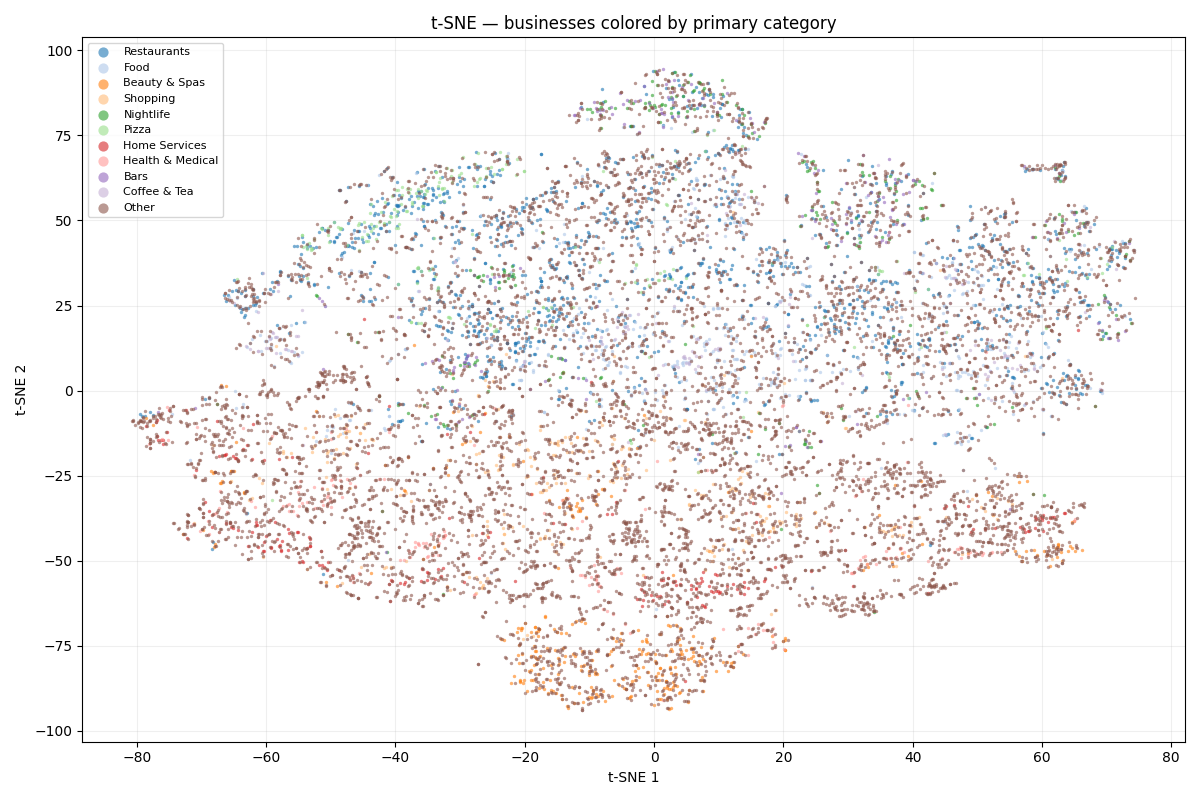 t-SNE — businesses colored by primary category
100
75
50
25
0
−25
−50
−75
−100
t-SNE 2
Restaurants
Food
Beauty & Spas
Shopping
Nightlife
Pizza
Home Services
Health & Medical
Bars
Coffee & Tea
Other
−80
−60
−40
−20
0
20
40
60
80
t-SNE 1